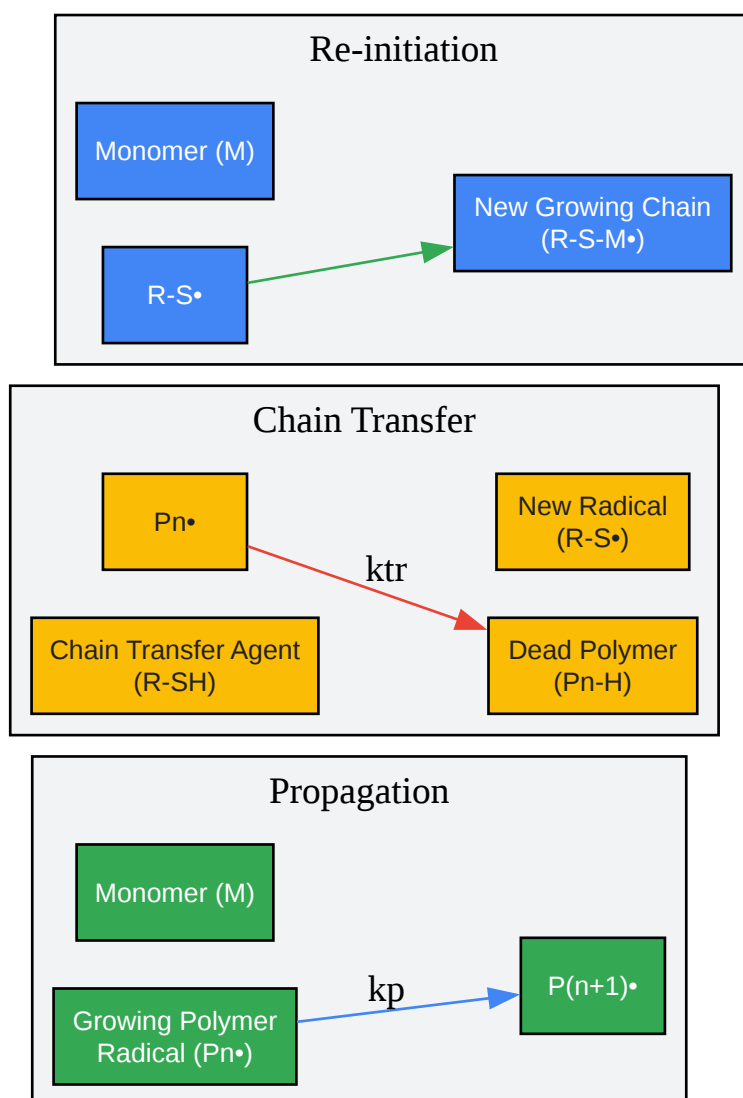 Re-initiation
Monomer (M)
New Growing Chain
(R-S-M•)
R-S•
Chain Transfer
Pn•
New Radical
(R-S•)
ktr
Chain Transfer Agent
(R-SH)
Dead Polymer
(Pn-H)
Propagation
Monomer (M)
kp
P(n+1)•
Growing Polymer
Radical (Pn•)